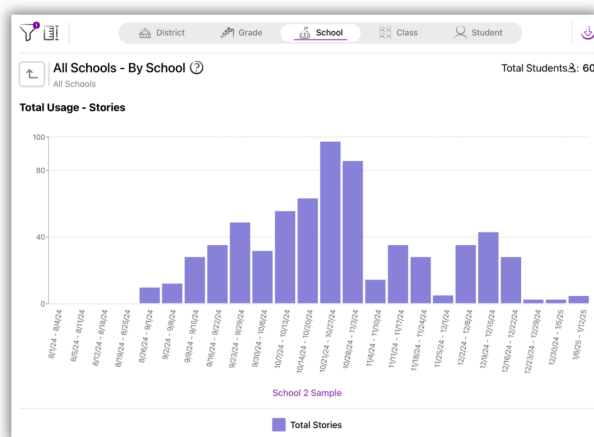 1
District
Grade
School
Class
Student
All Schools - By School ?
Total Students: 60
All Schools
Total Usage - Stories
100
80
40
0
8/1/24 - 8/4/24
8/5/24 - 8/11/24
8/12/24 - 8/18/24
8/19/24 - 8/25/24
8/26/24 - 9/1/24
9/2/24 - 9/8/24
9/9/24 - 9/15/24
9/16/24 - 9/22/24
9/23/24 - 9/29/24
9/30/24 - 10/6/24
10/7/24 - 10/13/24
10/14/24 - 10/20/24
10/21/24 - 10/27/24
10/28/24 - 11/3/24
11/4/24 - 11/10/24
11/11/24 - 11/17/24
11/18/24 - 11/24/24
11/25/24 - 12/1/24
12/2/24 - 12/8/24
12/9/24 - 12/15/24
12/16/24 - 12/22/24
12/23/24 - 12/29/24
12/30/24 - 1/5/25
1/6/25 - 1/12/25
School 2 Sample
Total Stories